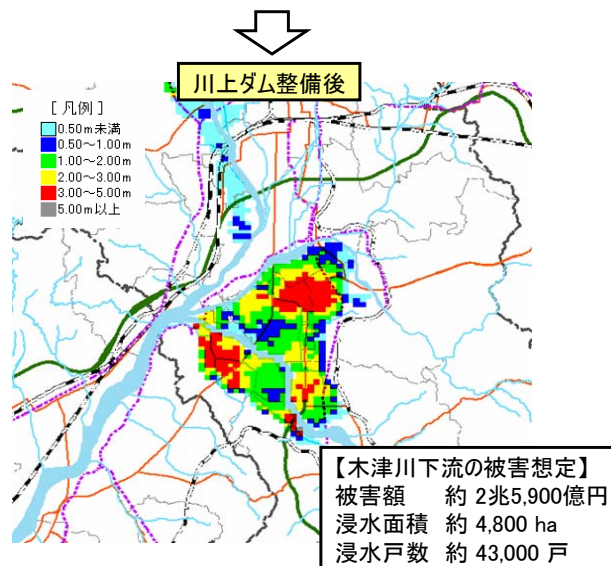 川上ダム整備後
[ 凡例 ]
0.50m未満
0.50～1.00m
1.00～2.00m
2.00～3.00m
3.00～5.00m
5.00m以上
【木津川下流の被害想定】
被害額 約 2兆5,900億円
浸水面積 約 4,800 ha
浸水戸数 約 43,000 戸